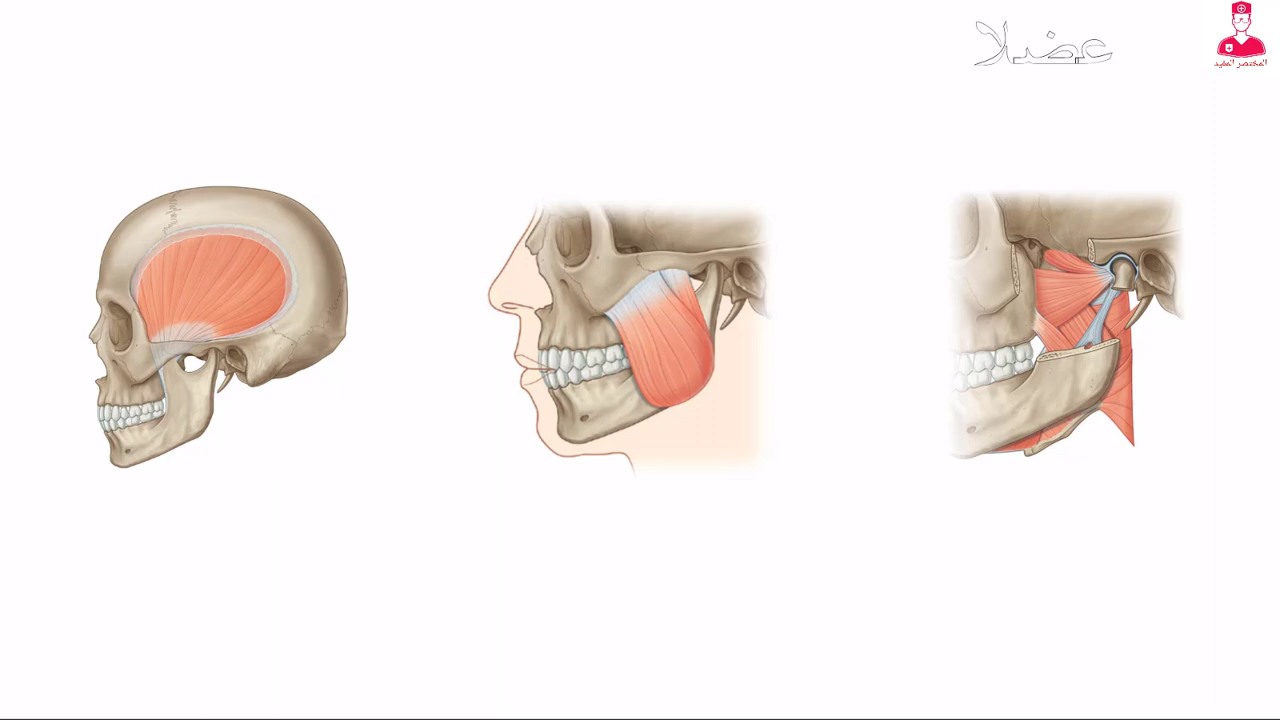 عضلا
المختصر المفيد